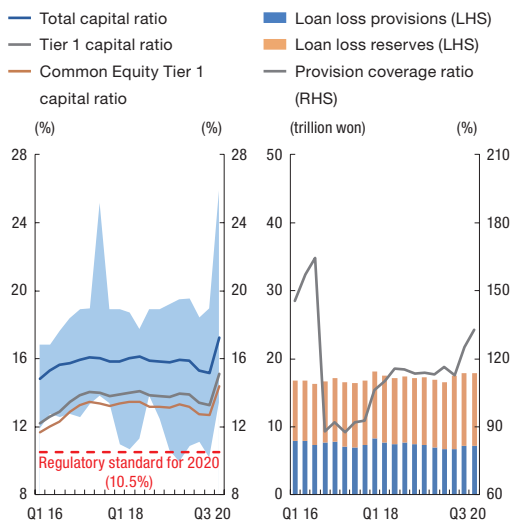 Total capital ratio
Tier 1 capital ratio
Common Equity Tier 1
capital ratio
(%) (%)
28 28
24 24
20 20
16 16
12 12
8 8
Regulatory standard for 2020
(10.5%)
Q1 16 Q1 18 Q3 20
Loan loss provisions (LHS)
Loan loss reserves (LHS)
Provision coverage ratio
(RHS)
(trillion won) (%)
50 210
40 180
30 150
20 120
10 90
0 60
Q1 16 Q1 18 Q3 20